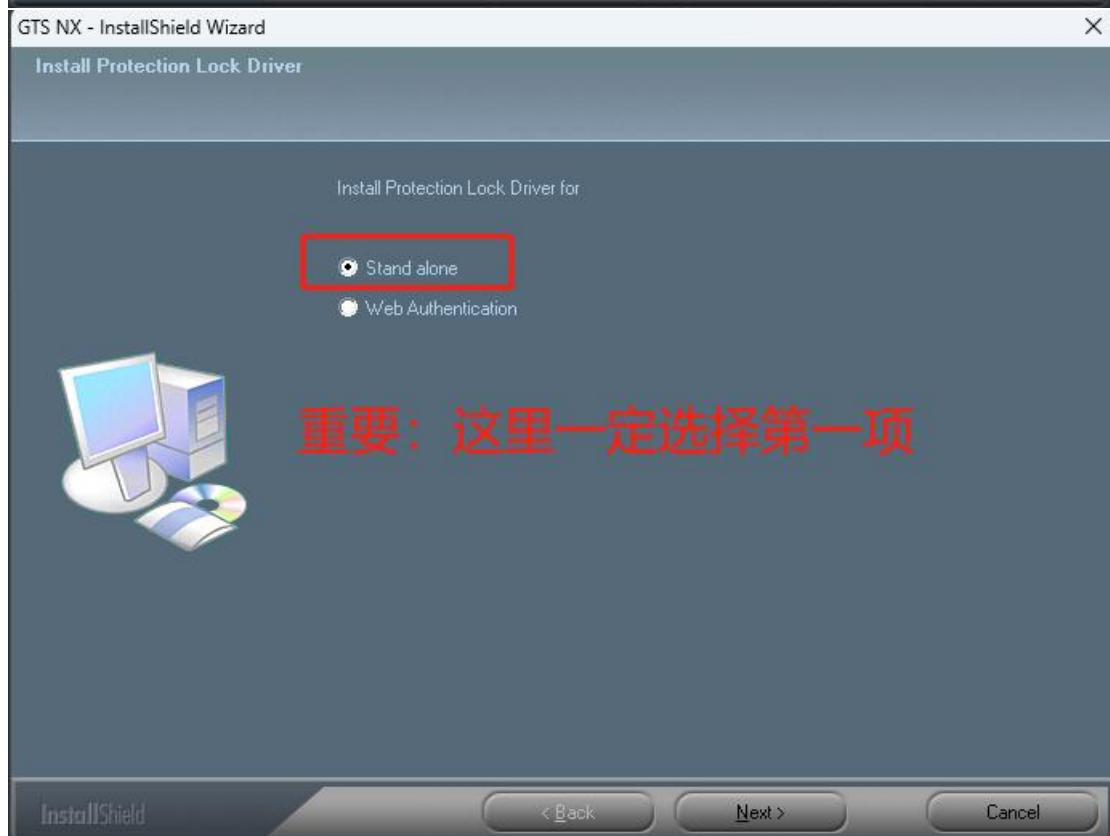 GTS NX - InstallShield Wizard
Install Protection Lock Driver
Install Protection Lock Driver for
Stand alone
Web Authentication
重要：这里一定选择第一项
InstallShield
< Back
Next >
Cancel